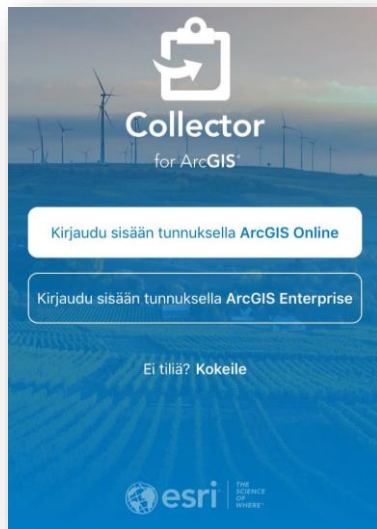 Collector
for ArcGIS®
Kirjaudu sisään tunnuksella ArcGIS Online
Kirjaudu sisään tunnuksella ArcGIS Enterprise
Ei tiliä? Kokeile
esri®
THE
SCIENCE
OF
WHERE®